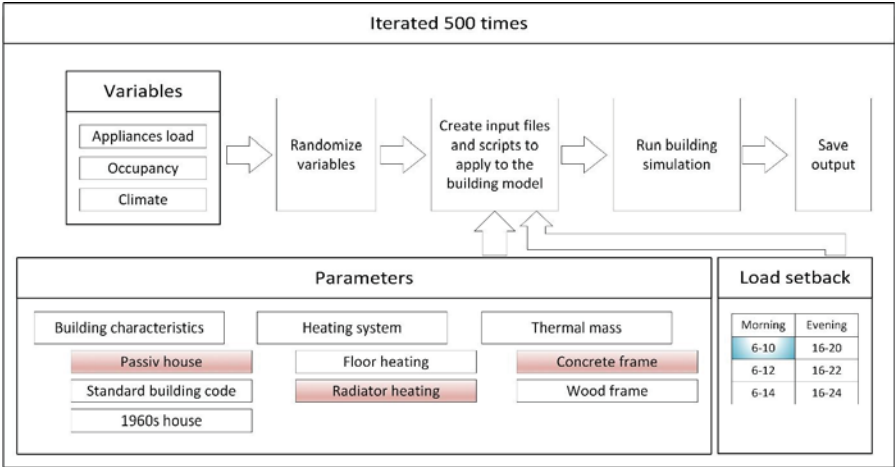 Iterated 500 times
Variables
Appliances load
Occupancy
Climate
Randomize
variables
Create input files
and scripts to
apply to the
building model
Run building
simulation
Save
output
Parameters
Building characteristics
Passiv house
Standard building code
1960s house
Heating system
Floor heating
Radiator heating
Thermal mass
Concrete frame
Wood frame
Load setback
Morning Evening
6-10 16-20
6-12 16-22
6-14 16-24